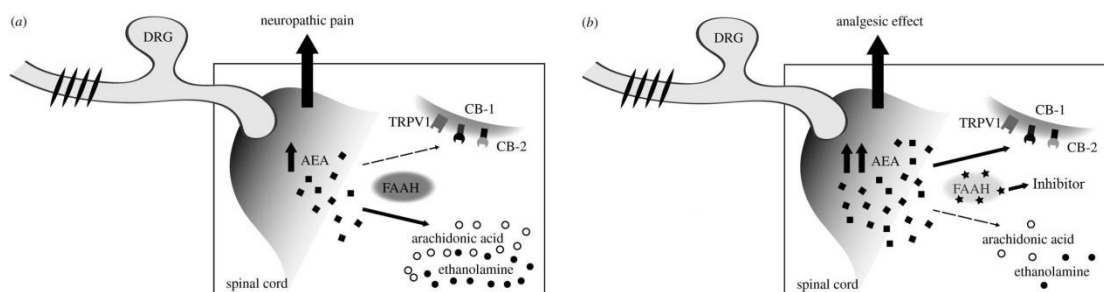 (a)
neuropathic pain
DRG
CB-1
TRPV1
CB-2
AEA
FAAH
arachidonic acid
ethanolamine
spinal cord
(b)
analgesic effect
DRG
CB-1
TRPV1
CB-2
AEA
FAAH
Inhibitor
arachidonic acid
ethanolamine
spinal cord